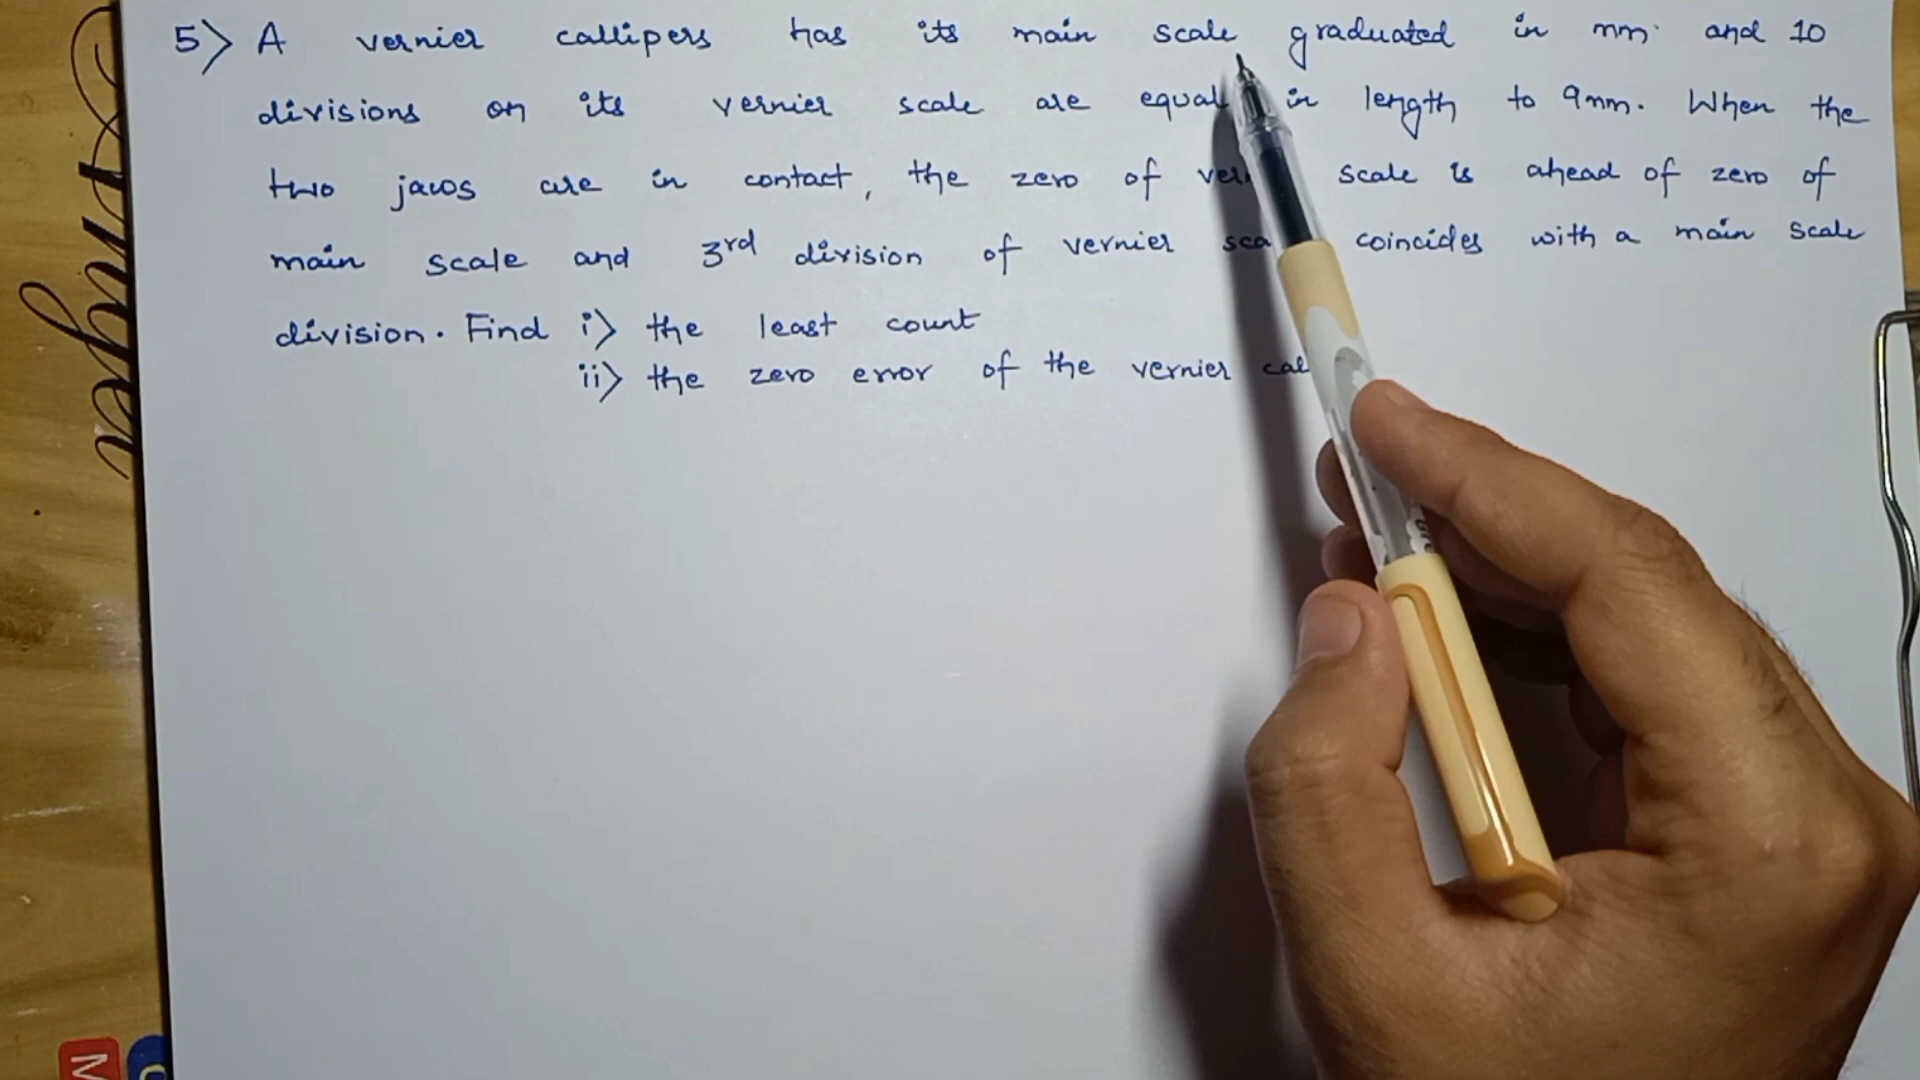 5) A vernier callipers has its main scale graduated in mm and 10
divisions on its vernier scale are equal in length to 9mm. When the
two jaws are in contact, the zero of scale is ahead of zero of
main scale and 3rd division of vernier coincides with a main scale
division. Find i) the least count
ii) the zero error of the vernier
M